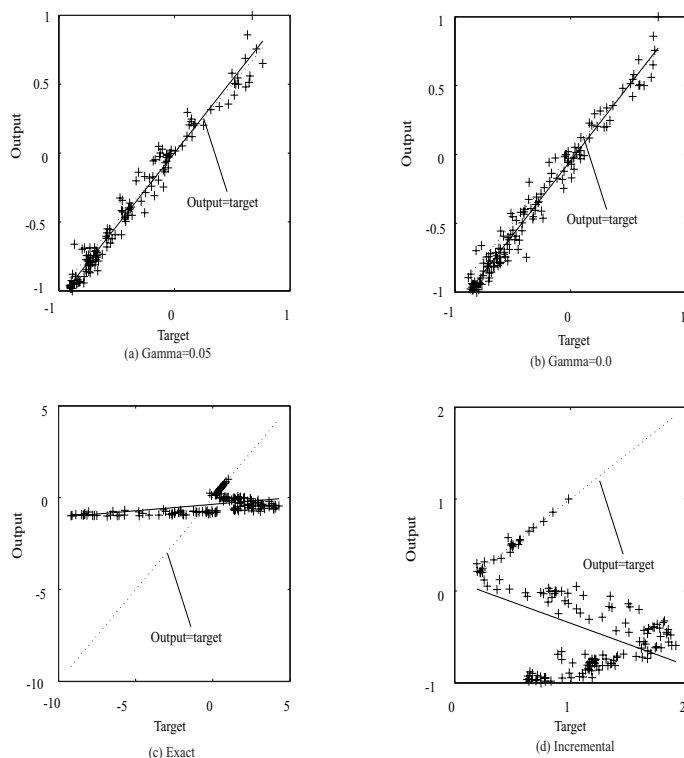 1
0.5
0
-0.5
-1
Output
Output=target
-1
0
1
Target
(a) Gamma=0.05
1
0.5
0
-0.5
-1
Output
Output=target
-1
0
1
Target
(b) Gamma=0.0
5
0
-5
-10
Output
Output=target
-10
-5
0
5
Target
(c) Exact
2
1
0
-1
Output
Output=target
0
1
2
Target
(d) Incremental